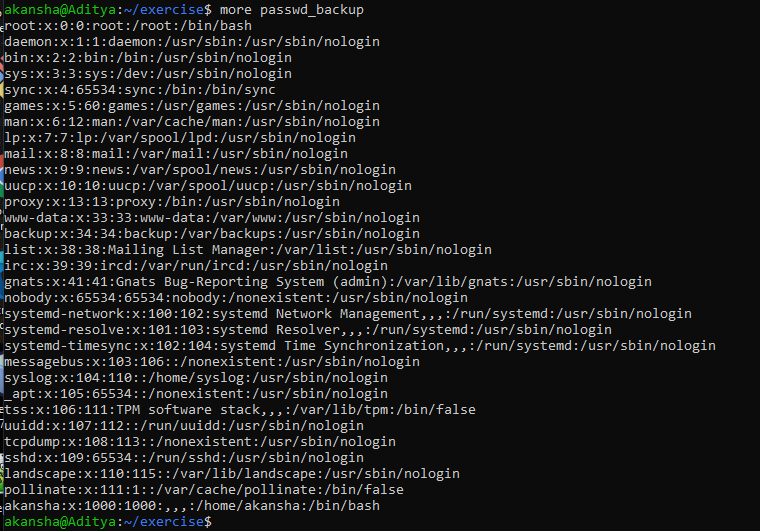 akansha@Aditya:~/exercise$ more passwd_backup
root:x:0:0:root:/root:/bin/bash
daemon:x:1:1:daemon:/usr/sbin:/usr/sbin/nologin
bin:x:2:2:bin:/bin:/usr/sbin/nologin
sys:x:3:3:sys:/dev:/usr/sbin/nologin
sync:x:4:65534:sync:/bin:/bin/sync
games:x:5:60:games:/usr/games:/usr/sbin/nologin
man:x:6:12:man:/var/cache/man:/usr/sbin/nologin
lp:x:7:7:lp:/var/spool/lpd:/usr/sbin/nologin
mail:x:8:8:mail:/var/mail:/usr/sbin/nologin
news:x:9:9:news:/var/spool/news:/usr/sbin/nologin
uucp:x:10:10:uucp:/var/spool/uucp:/usr/sbin/nologin
proxy:x:13:13:proxy:/bin:/usr/sbin/nologin
www-data:x:33:33:www-data:/var/www:/usr/sbin/nologin
backup:x:34:34:backup:/var/backups:/usr/sbin/nologin
list:x:38:38:Mailing List Manager:/var/list:/usr/sbin/nologin
irc:x:39:39:ircd:/var/run/ircd:/usr/sbin/nologin
gnats:x:41:41:Gnats Bug-Reporting System (admin):/var/lib/gnats:/usr/sbin/nologin
nobody:x:65534:65534:nobody:/nonexistent:/usr/sbin/nologin
systemd-network:x:100:102:systemd Network Management,,,:/run/systemd:/usr/sbin/nologin
systemd-resolve:x:101:103:systemd Resolver,,,:/run/systemd:/usr/sbin/nologin
systemd-timesync:x:102:104:systemd Time Synchronization,,,:/run/systemd:/usr/sbin/nologin
messagebus:x:103:106::/nonexistent:/usr/sbin/nologin
syslog:x:104:110::/home/syslog:/usr/sbin/nologin
_apt:x:105:65534::/nonexistent:/usr/sbin/nologin
tss:x:106:111:TPM software stack,,,:/var/lib/tpm:/bin/false
uuidd:x:107:112::/run/uuidd:/usr/sbin/nologin
tcpdump:x:108:113::/nonexistent:/usr/sbin/nologin
sshd:x:109:65534::/run/sshd:/usr/sbin/nologin
landscape:x:110:115::/var/lib/landscape:/usr/sbin/nologin
pollinate:x:111:1::/var/cache/pollinate:/bin/false
akansha:x:1000:1000:,,,:/home/akansha:/bin/bash
akansha@Aditya:~/exercise$